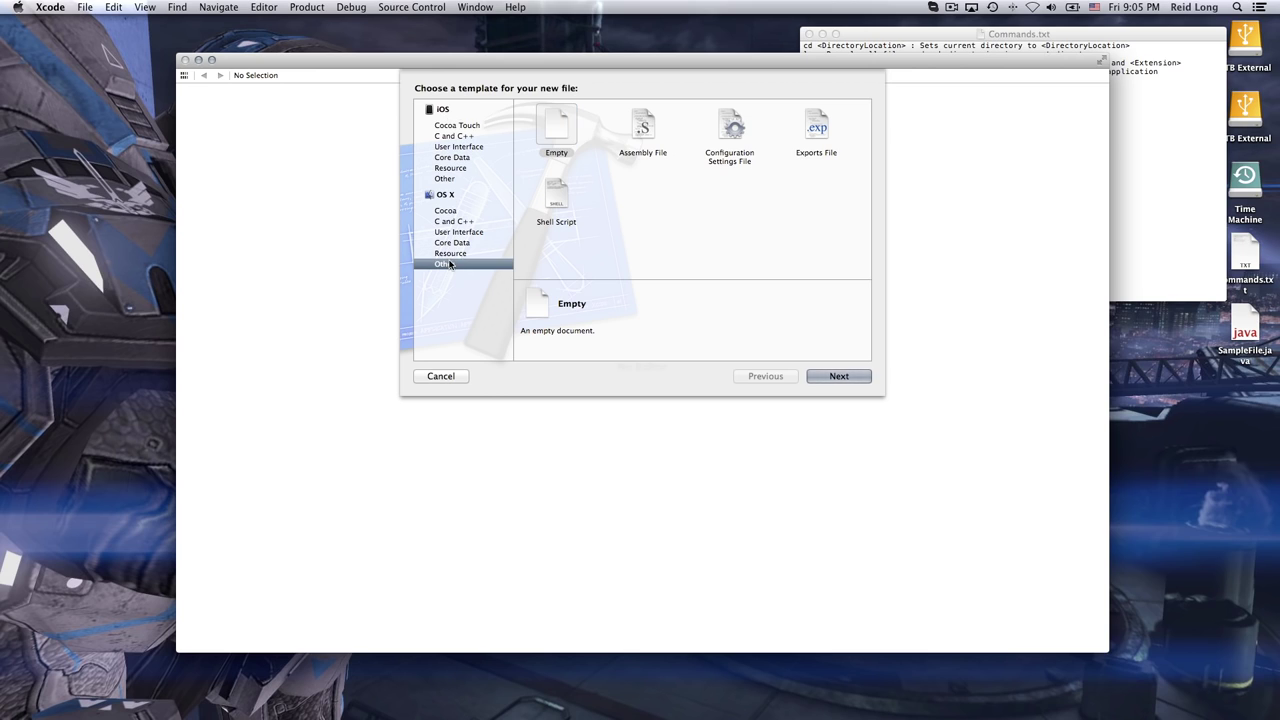 Xcode File Edit View Find Navigate Editor Product Debug Source Control Window Help Fri 9:05 PM Reid Long
Commands.txt
cd <DirectoryLocation> : Sets current directory to <DirectoryLocation>
and <Extension>
application
No Selection
Choose a template for your new file:
iOS
Cocoa Touch
C and C++
User Interface
Core Data
Resource
Other
OS X
Cocoa
C and C++
User Interface
Core Data
Resource
Oth
Empty
Assembly File
.S
Configuration
Settings File
.exp
Exports File
SHELL
Shell Script
Empty
An empty document.
Cancel
Previous
Next
TB External
TB External
Time
Machine
TXT
ommands.tx
t
java
SampleFile.ja
va